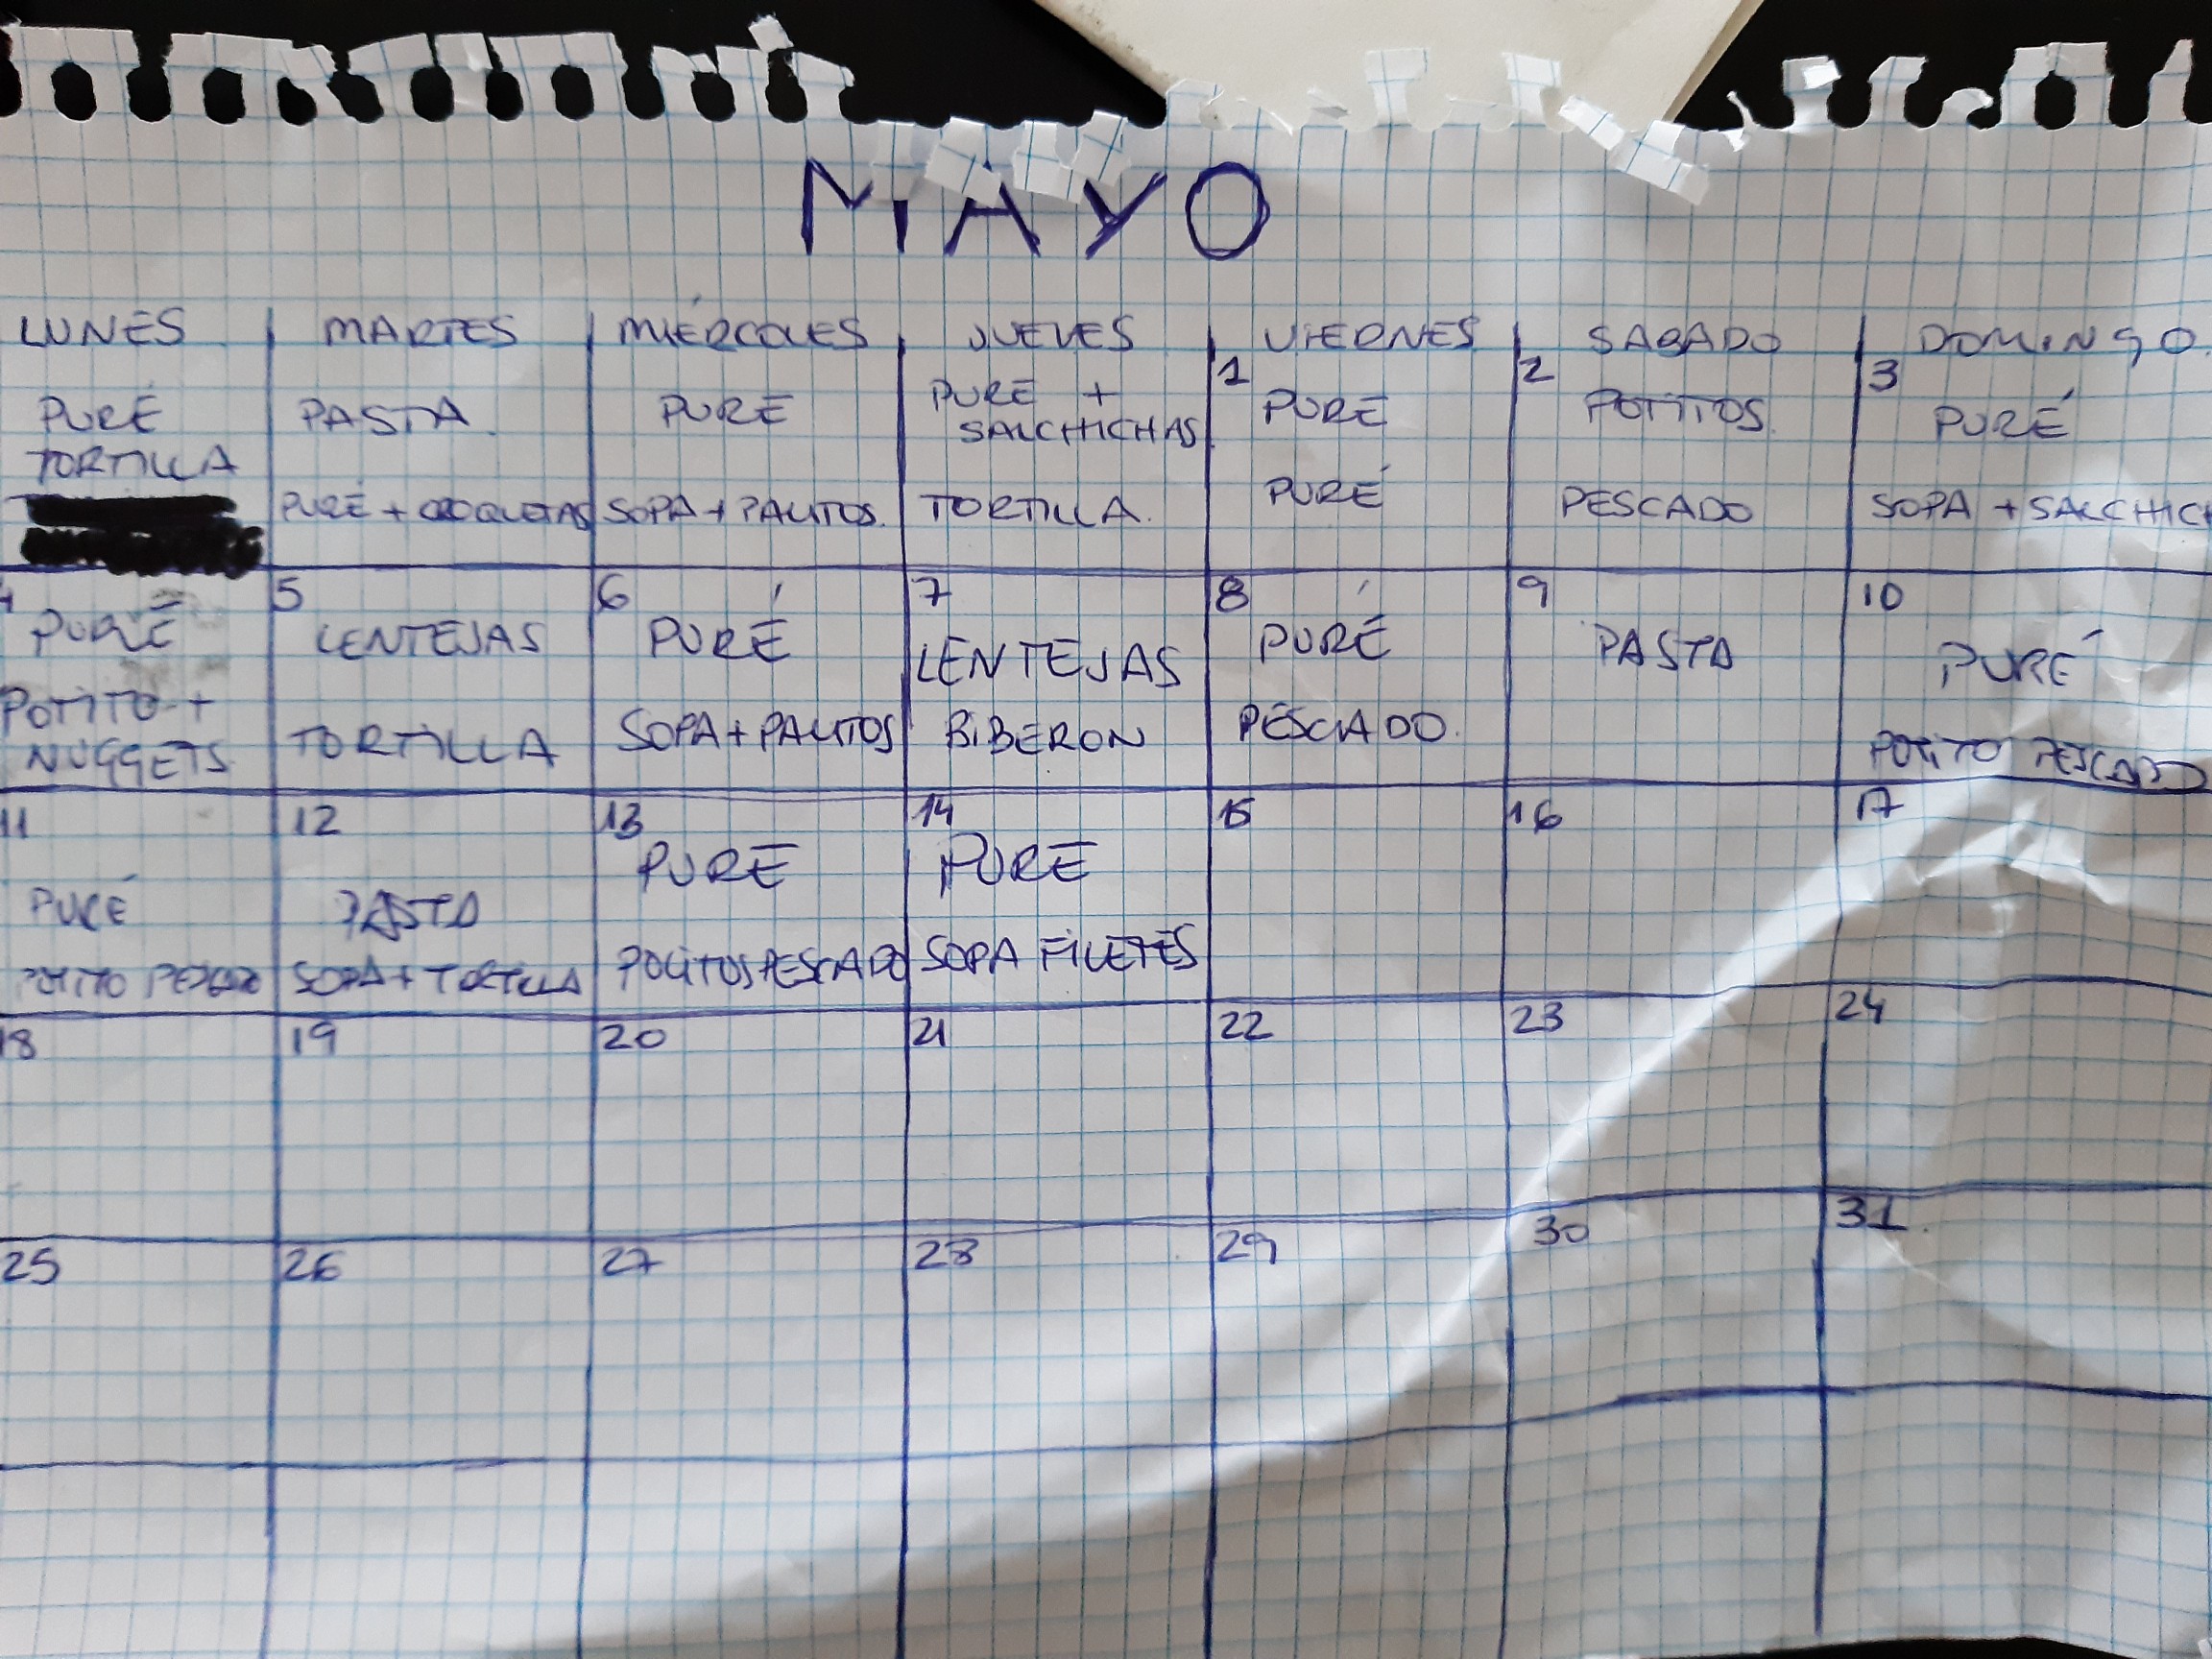 MAYO
LUNES MARTES MIÉRCOLES JUEVES VIERNES SABADO DOMINGO
1 2 3
PURÉ PASTA PURÉ PURE + PURE POTITOS PURÉ
TORTILLA SALCHICHAS
PURÉ + CROQUETAS SOPA + PALITOS TORTILLA. PURÉ PESCADO SOPA + SALCHICH
4 5 6 7 8 9 10
PURÉ LENTEJAS PURÉ LENTEJAS PURÉ PASTA PURÉ
POTITO + TORTILLA SOPA + PALITOS BIBERON PESCADO. POTITO PESCADO
NUGGETS
11 12 13 14 15 16 17
PURÉ PASTA PURÉ PURE
POTITO PESCADO SOPA + TORTILLA POTITOS PESCADO SOPA FILETES
18 19 20 21 22 23 24
25 26 27 28 29 30 31